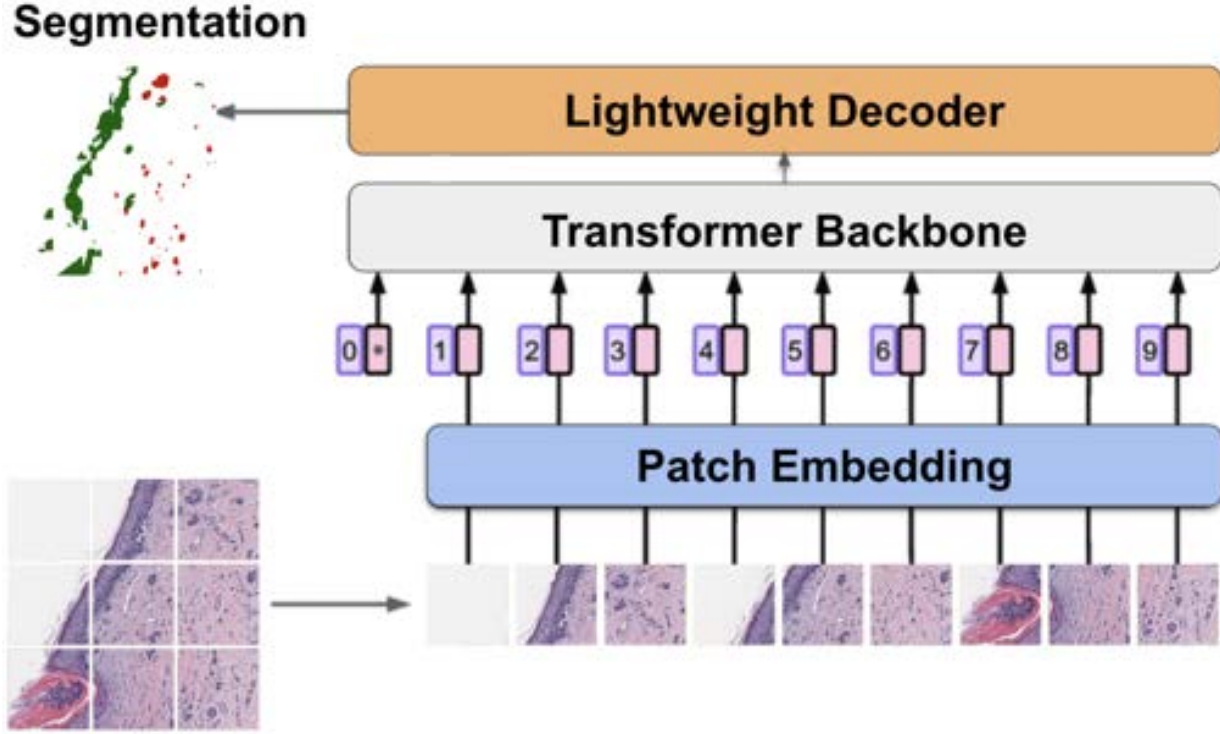 Segmentation
Lightweight Decoder
Transformer Backbone
0 * 1 2 3 4 5 6 7 8 9
Patch Embedding